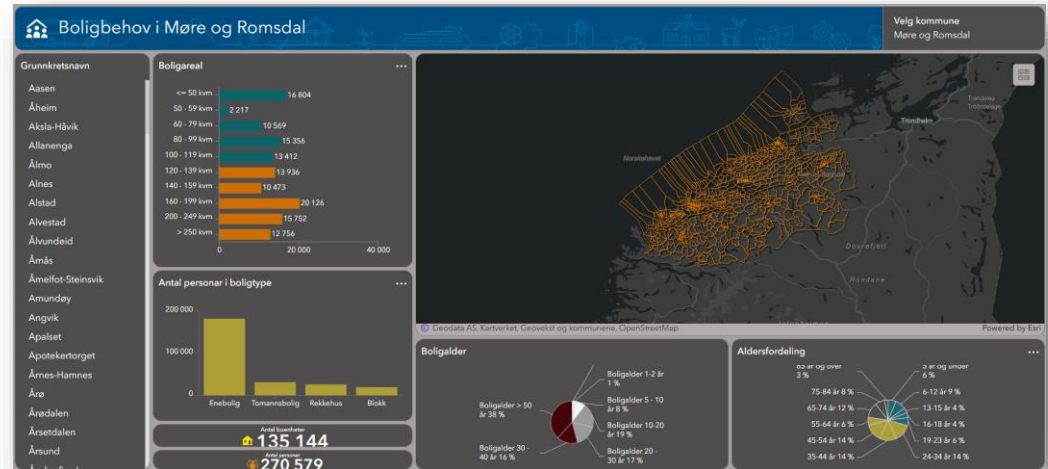 Boligbehov i Møre og Romsdal
Velg kommune
Møre og Romsdal
Grunnkretsnavn
Aasen
Åheim
Aksla-Håvik
Allanenga
Ålmo
Alnes
Alstad
Alvestad
Ålvundeid
Åmås
Åmelfot-Steinsvik
Amundøy
Angvik
Apalset
Apotekertorget
Årnes-Hamnes
Årø
Årødalen
Årsetdalen
Årsund
Boligareal
<= 50 kvm 16 804
50 - 59 kvm 2 217
60 - 79 kvm 10 569
80 - 99 kvm 15 356
100 - 119 kvm 13 412
120 - 139 kvm 13 936
140 - 159 kvm 10 473
160 - 199 kvm 20 126
200 - 249 kvm 15 752
> 250 kvm 12 756
0 20 000 40 000
Antal personar i boligtype
200 000
100 000
0
Enebolig Tomannsbolig Rekkehus Blokk
Antal boenheter
135 144
Antal personer
270 579
Norskehavet
Trondheim
Dovrefjell
Rondane
Geodata AS, Kartverket, Geovekst og kommunene, OpenStreetMap
Powered by Esri
Boligalder
Boligalder 1-2 år
1 %
Boligalder 5 - 10
år 8 %
Boligalder 10-20
år 19 %
Boligalder 20 -
30 år 17 %
Boligalder 30 -
40 år 16 %
Boligalder > 50
år 38 %
Aldersfordeling
85 år og over
3 %
75-84 år 8 %
65-74 år 12 %
55-64 år 6 %
45-54 år 14 %
35-44 år 14 %
5 år og under
6 %
6-12 år 9 %
13-15 år 4 %
16-18 år 4 %
19-23 år 6 %
24-34 år 14 %